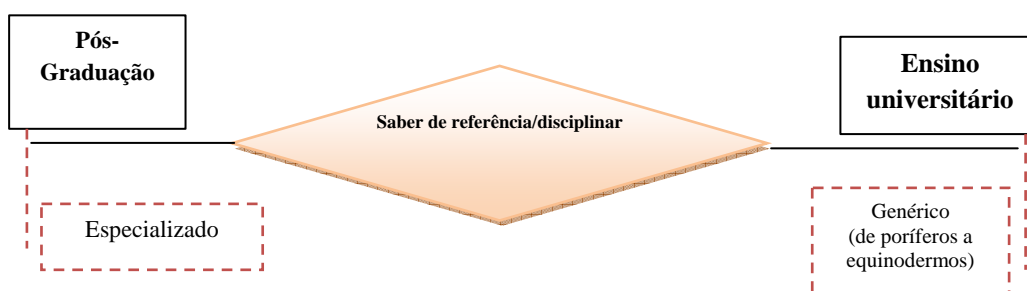 Pós-
Graduação
Saber de referência/disciplinar
Ensino
universitário
Especializado
Genérico
(de poríferos a
equinodermos)